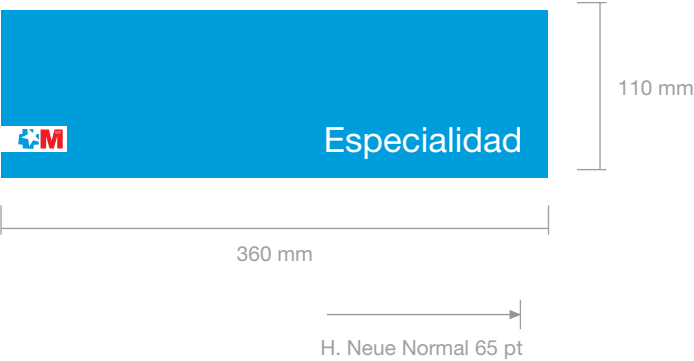 110 mm
M
Especialidad
360 mm
H. Neue Normal 65 pt